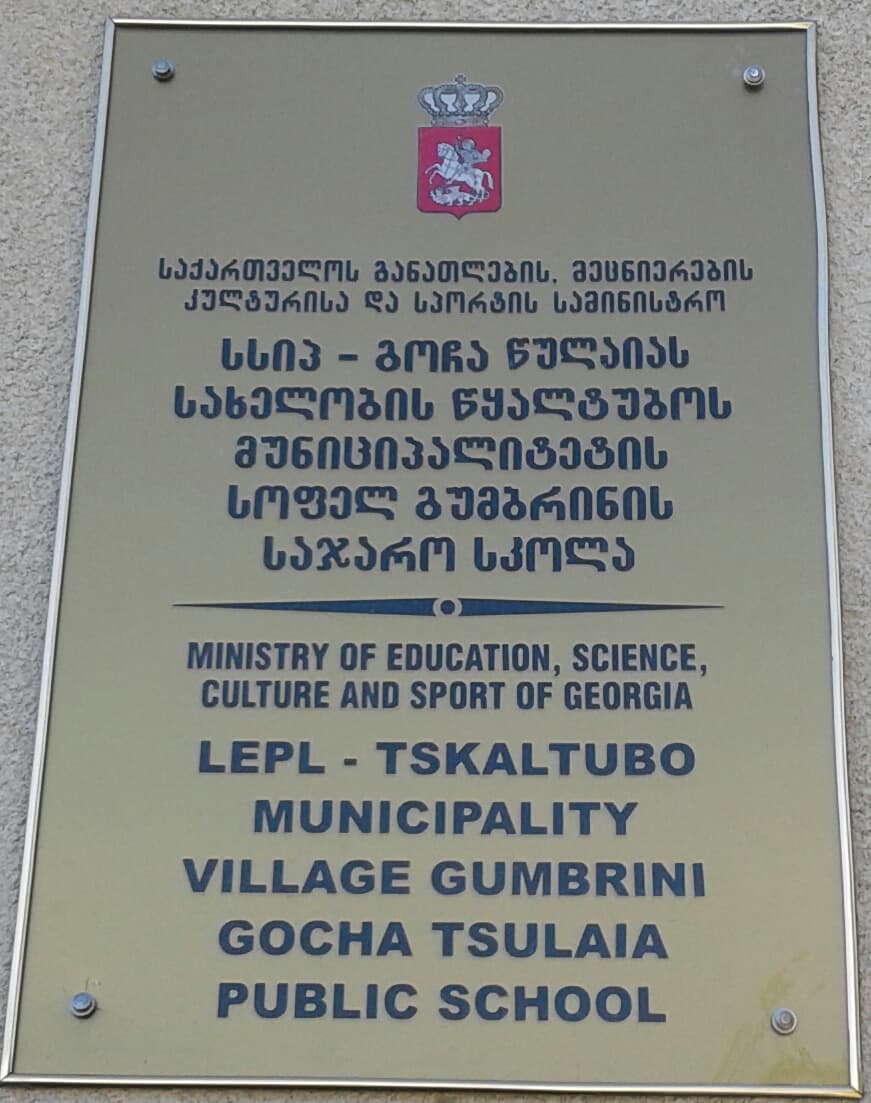 საქართველოს განათლების, მეცნიერების
კულტურისა და სპორტის სამინისტრო
სსიპ - გოჩა წულაიას
სახელობის წყალტუბოს
მუნიციპალიტეტის
სოფელ გუმბრინის
საჯარო სკოლა
MINISTRY OF EDUCATION, SCIENCE,
CULTURE AND SPORT OF GEORGIA
LEPL - TSKALTUBO
MUNICIPALITY
VILLAGE GUMBRINI
GOCHA TSULAIA
PUBLIC SCHOOL